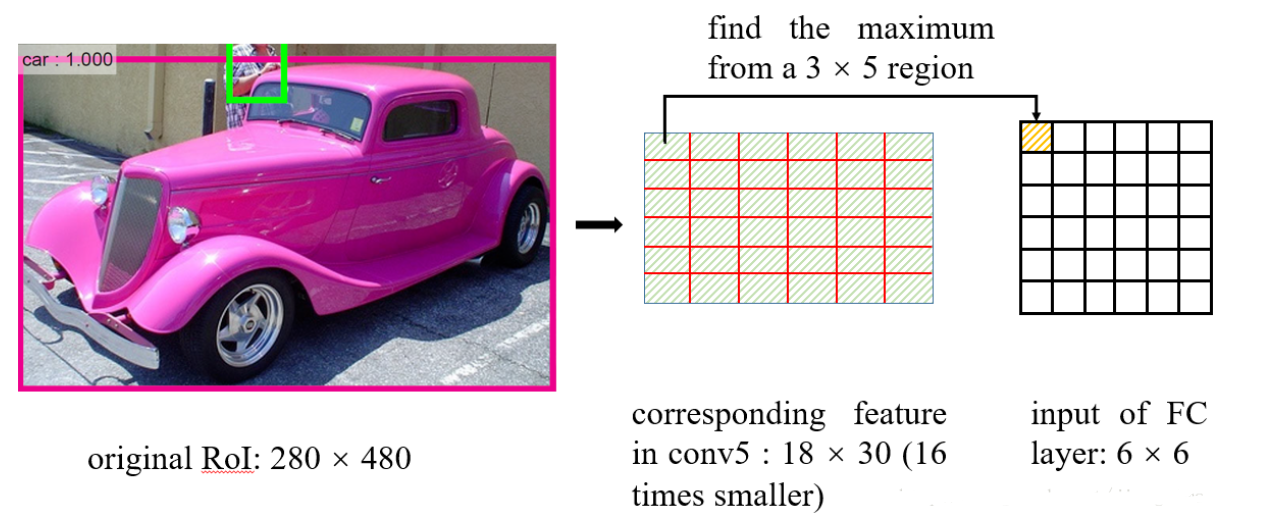 find the maximum
from a 3 × 5 region
car : 1.000
original RoI: 280 × 480
corresponding feature
in conv5 : 18 × 30 (16
times smaller)
input of FC
layer: 6 × 6